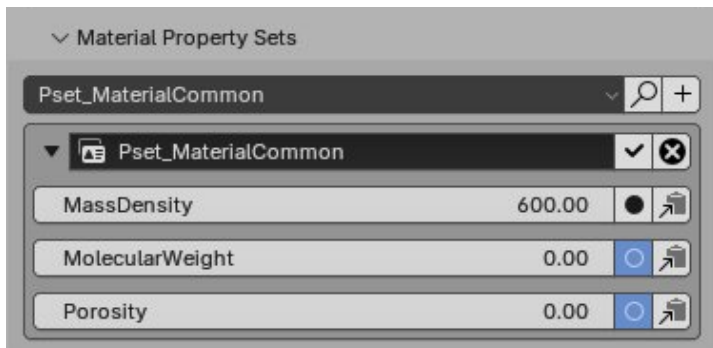 Material Property Sets
Pset_MaterialCommon
Pset_MaterialCommon
MassDensity 600.00
MolecularWeight 0.00
Porosity 0.00